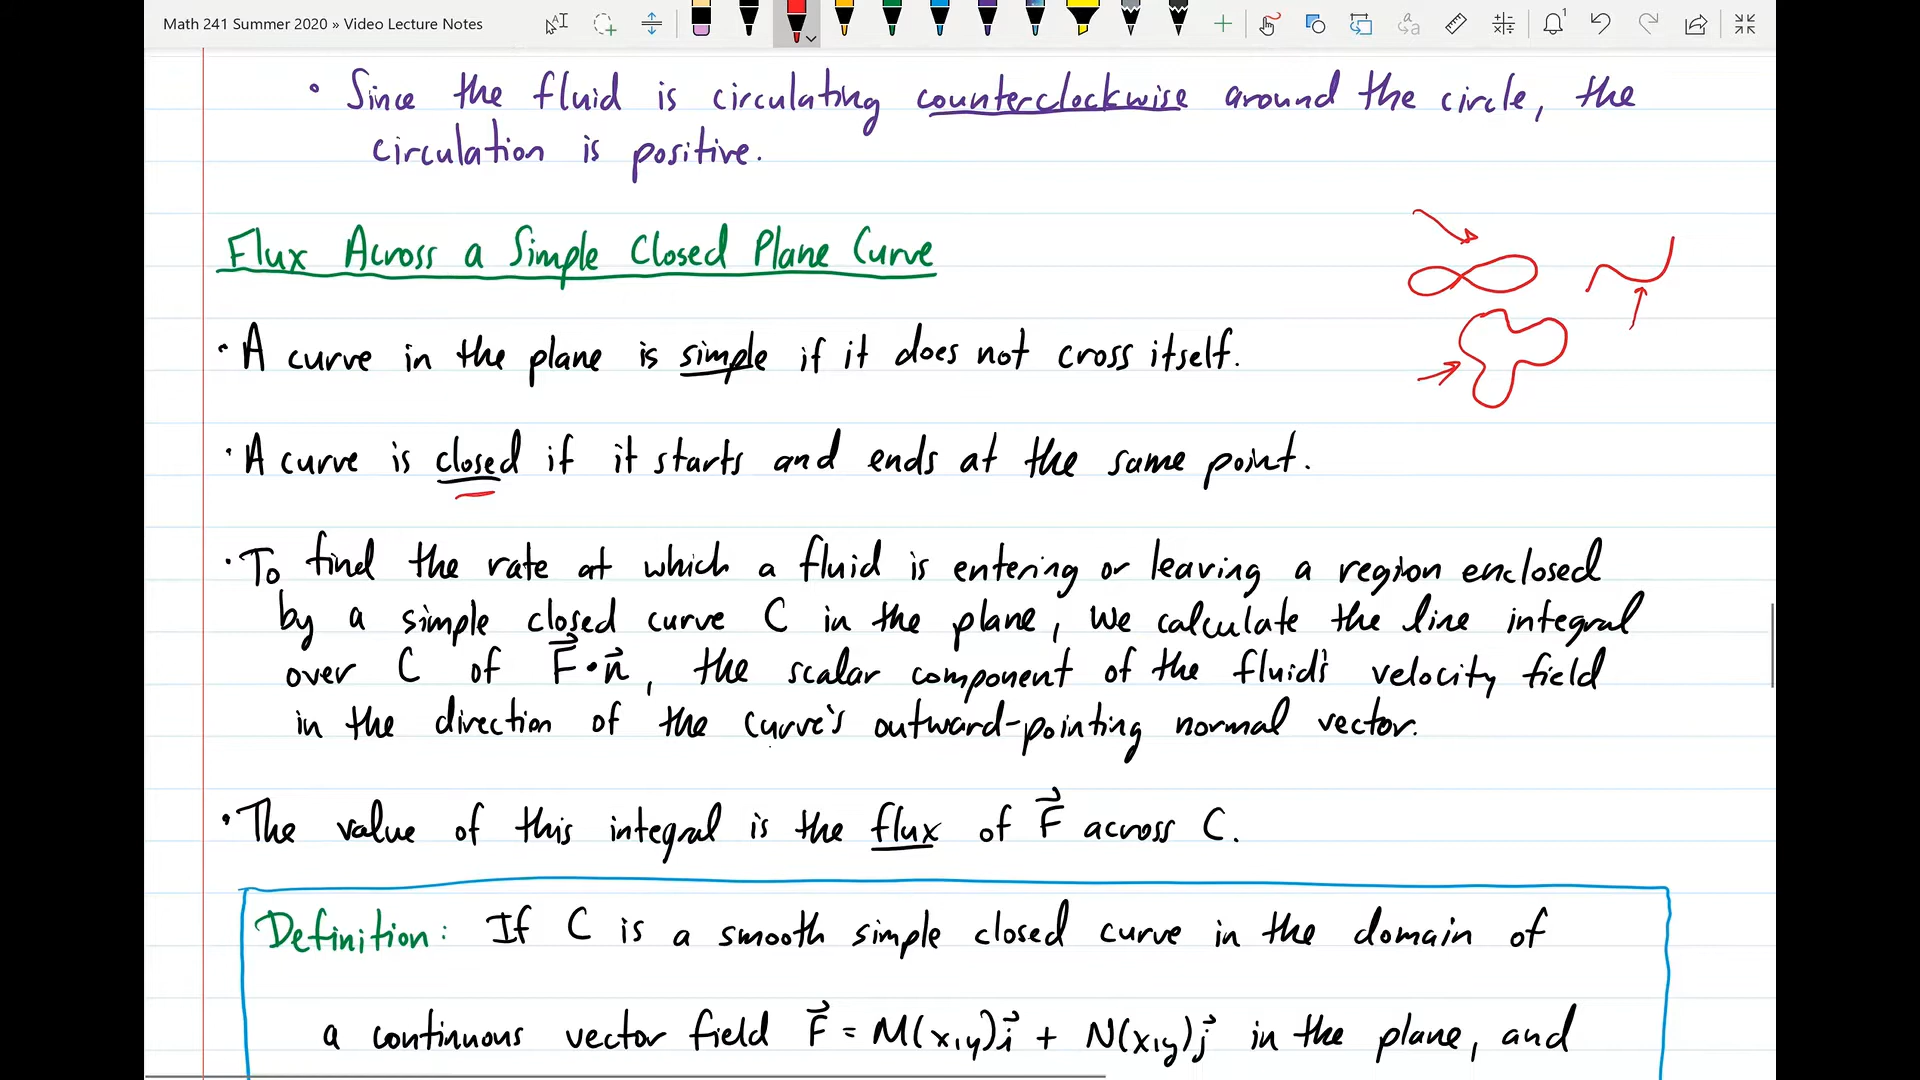 Math 241 Summer 2020 » Video Lecture Notes
• Since the fluid is circulating counterclockwise around the circle, the
circulation is positive.
Flux Across a Simple Closed Plane Curve
• A curve in the plane is simple if it does not cross itself.
• A curve is closed if it starts and ends at the same point.
• To find the rate at which a fluid is entering or leaving a region enclosed
by a simple closed curve C in the plane, we calculate the line integral
over C of F⃗ • n⃗, the scalar component of the fluid's velocity field
in the direction of the curve's outward-pointing normal vector.
• The value of this integral is the flux of F⃗ across C.
Definition: If C is a smooth simple closed curve in the domain of
a continuous vector field F⃗ = M(x,y)i⃗ + N(x,y)j⃗ in the plane, and